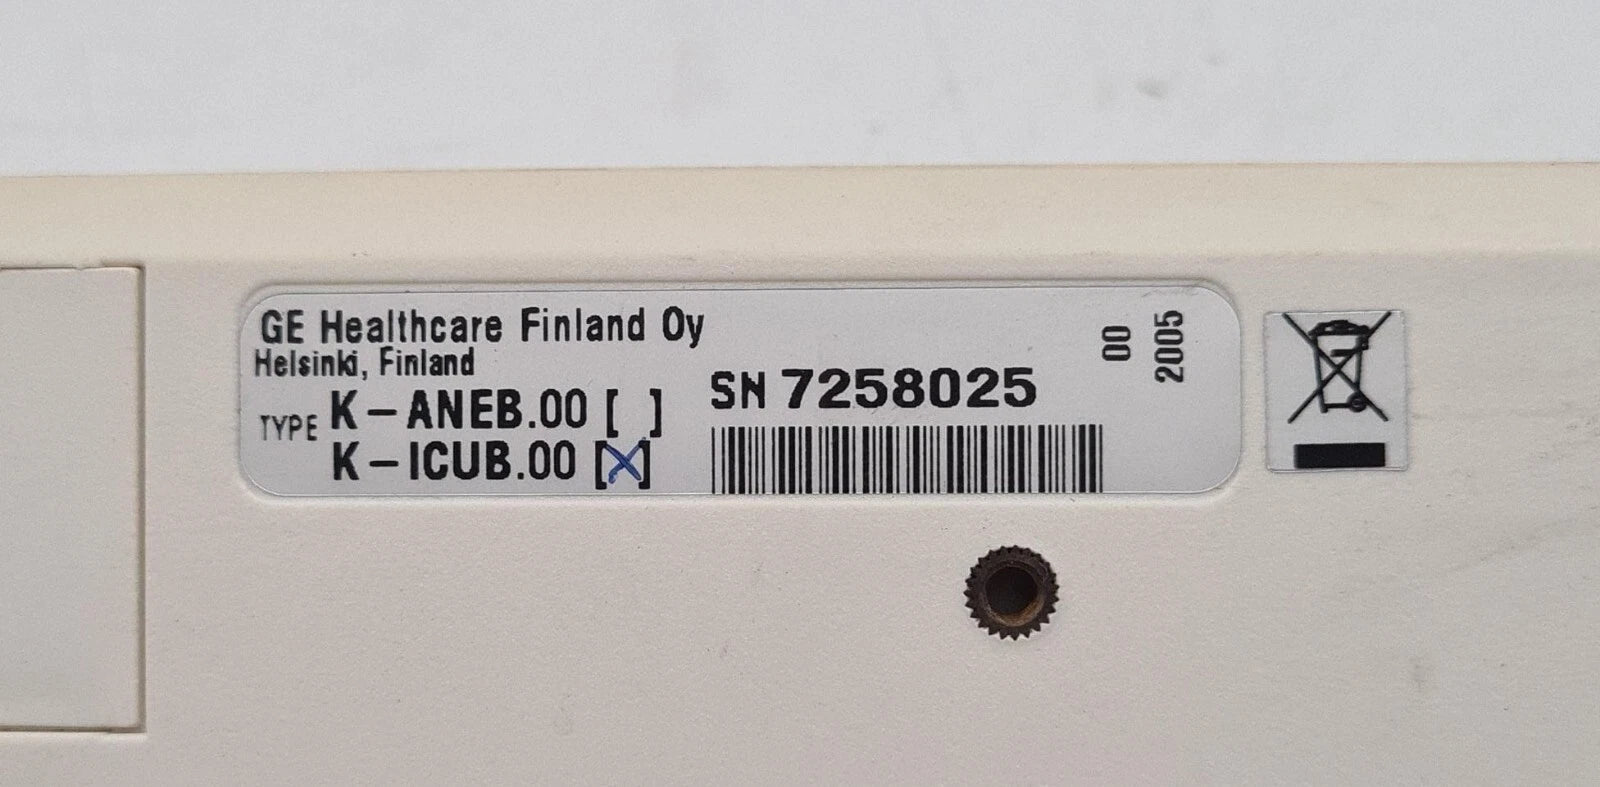 GE Healthcare Finland Oy
Helsinki, Finland
TYPE K-ANEB.00 [ ]
K-ICUB.00 [X]
SN 7258025
00
2005